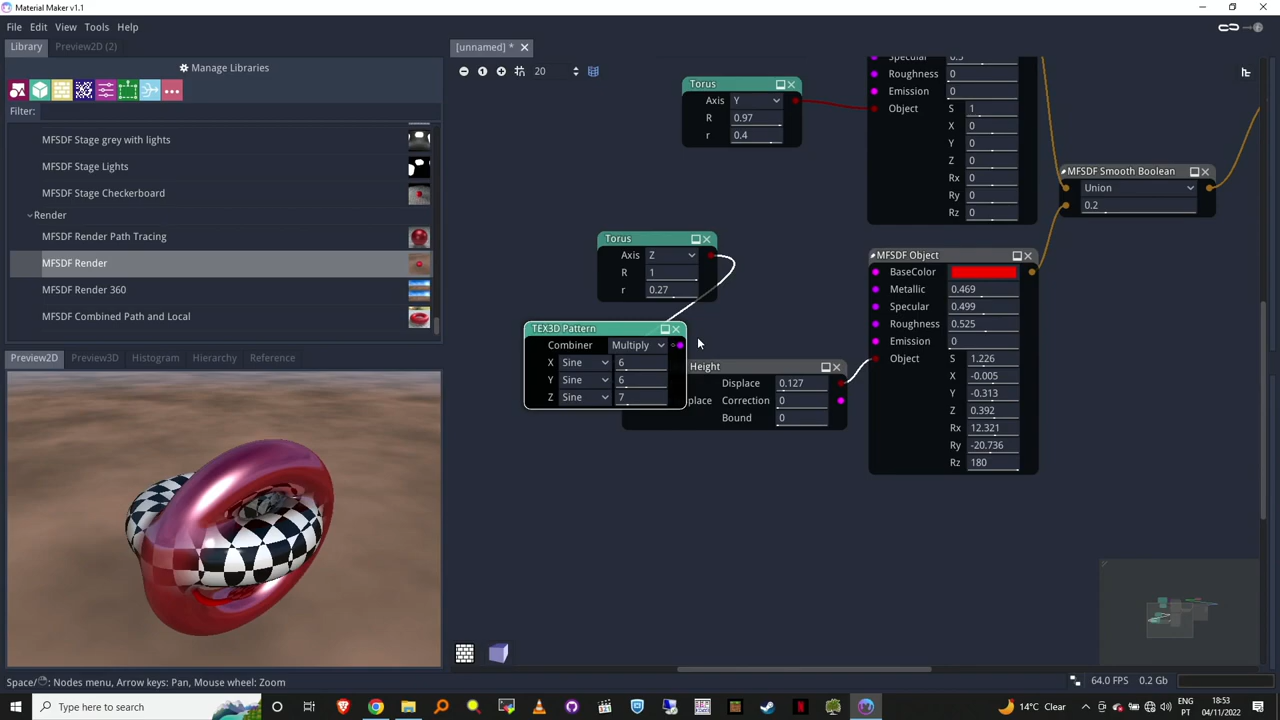 Material Maker v1.1
File Edit View Tools Help
Library Preview2D (2)
Manage Libraries
Filter:
MFSDF Stage grey with lights
MFSDF Stage Lights
MFSDF Stage Checkerboard
Render
MFSDF Render Path Tracing
MFSDF Render
MFSDF Render 360
MFSDF Combined Path and Local
Preview2D Preview3D Histogram Hierarchy Reference
[unnamed] *
20
Torus
Axis Y
R 0.97
r 0.4
Roughness 0
Emission 0
Object S 1
X 0
Y 0
Z 0
Rx 0
Ry 0
Rz 0
MFSDF Smooth Boolean
Union
0.2
Torus
Axis Z
R 1
r 0.27
TEX3D Pattern
Combiner Multiply
X Sine 6
Y Sine 6
Z Sine 7
Height
Displace 0.127
place Correction 0
Bound 0
MFSDF Object
BaseColor
Metallic 0.469
Specular 0.499
Roughness 0.525
Emission 0
Object S 1.226
X -0.005
Y -0.313
Z 0.392
Rx 12.321
Ry -20.736
Rz 180
Space/ : Nodes menu, Arrow keys: Pan, Mouse wheel: Zoom
64.0 FPS 0.2 Gb
Type here to search
14°C Clear
ENG
PT
18:53
04/11/2022